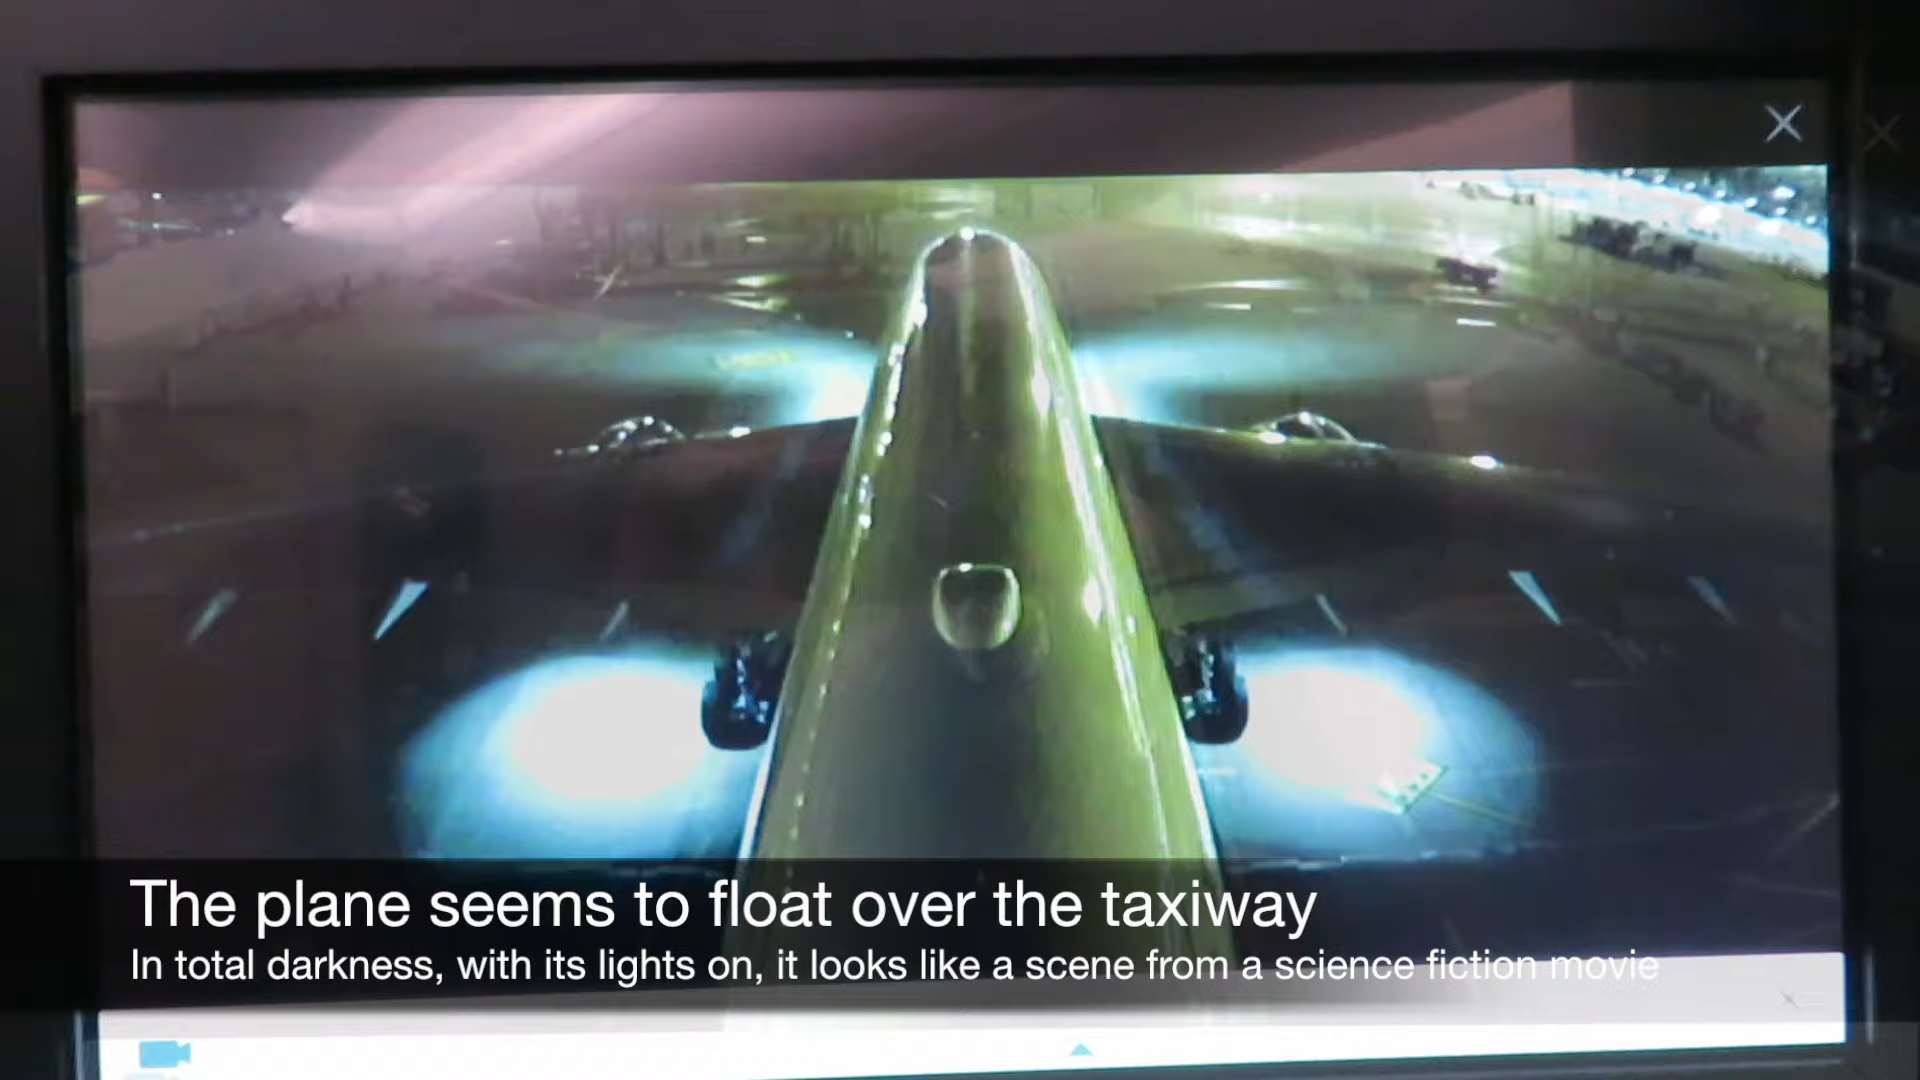 The plane seems to float over the taxiway
In total darkness, with its lights on, it looks like a scene from a science fiction movie